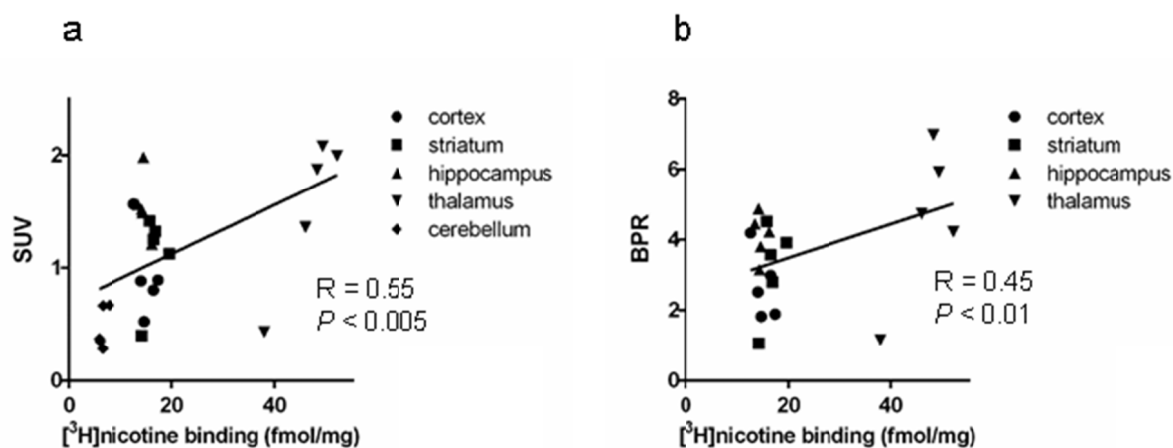 a
SUV
2
1
0
0
20
40
[³H]nicotine binding (fmol/mg)
cortex
striatum
hippocampus
thalamus
cerebellum
R = 0.55
P < 0.005
b
BPR
8
6
4
2
0
0
20
40
[³H]nicotine binding (fmol/mg)
cortex
striatum
hippocampus
thalamus
R = 0.45
P < 0.01